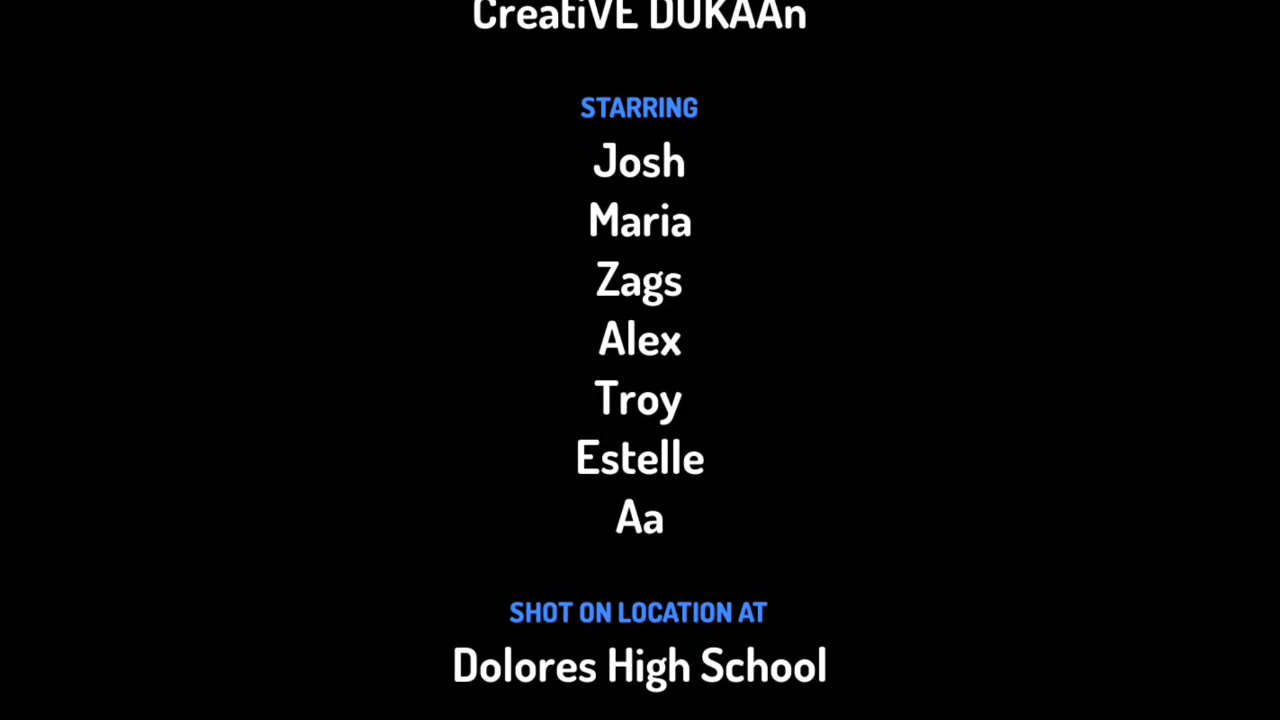 CreatiVE DUKAAn
STARRING
Josh
Maria
Zags
Alex
Troy
Estelle
Aa
SHOT ON LOCATION AT
Dolores High School